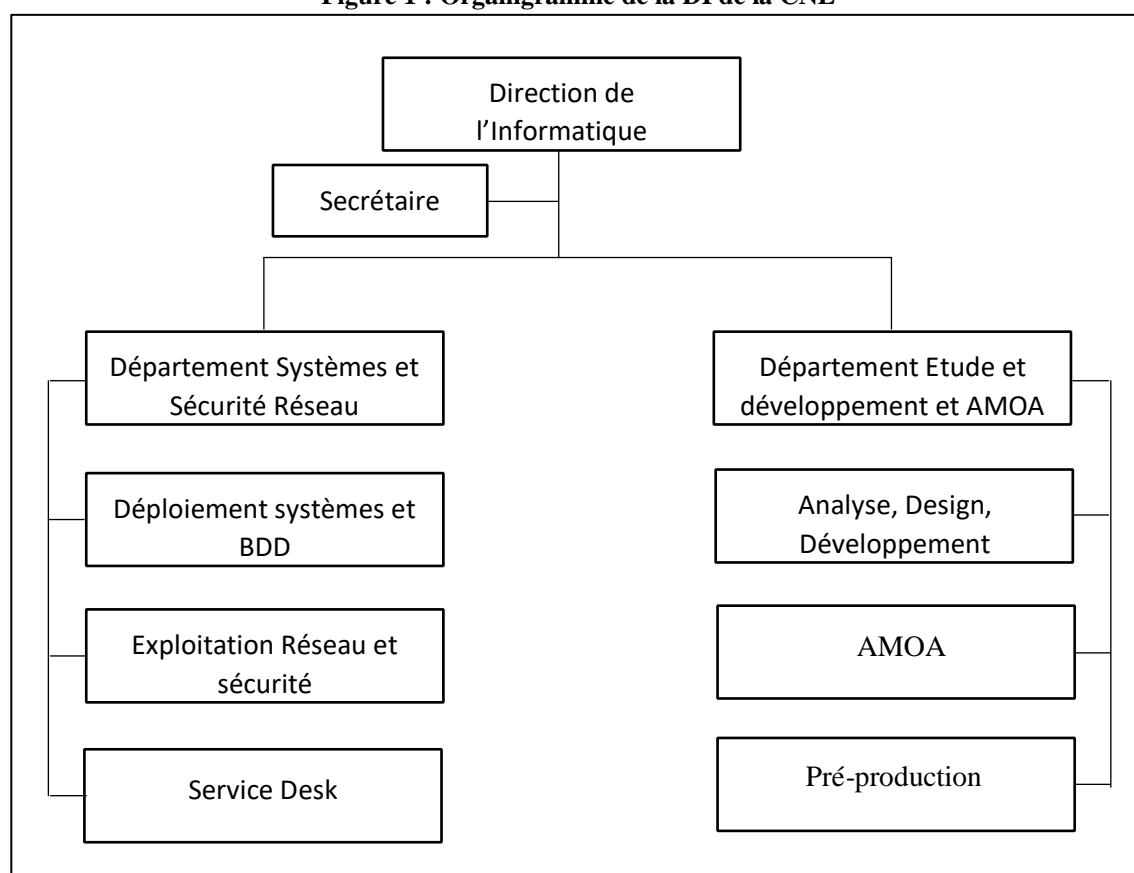 Figure 1 : Organigramme de la DI de la CNE
Direction de
l’Informatique
Secrétaire
Département Systèmes et
Sécurité Réseau
Déploiement systèmes et
BDD
Exploitation Réseau et
sécurité
Service Desk
Département Etude et
développement et AMOA
Analyse, Design,
Développement
AMOA
Pré-production